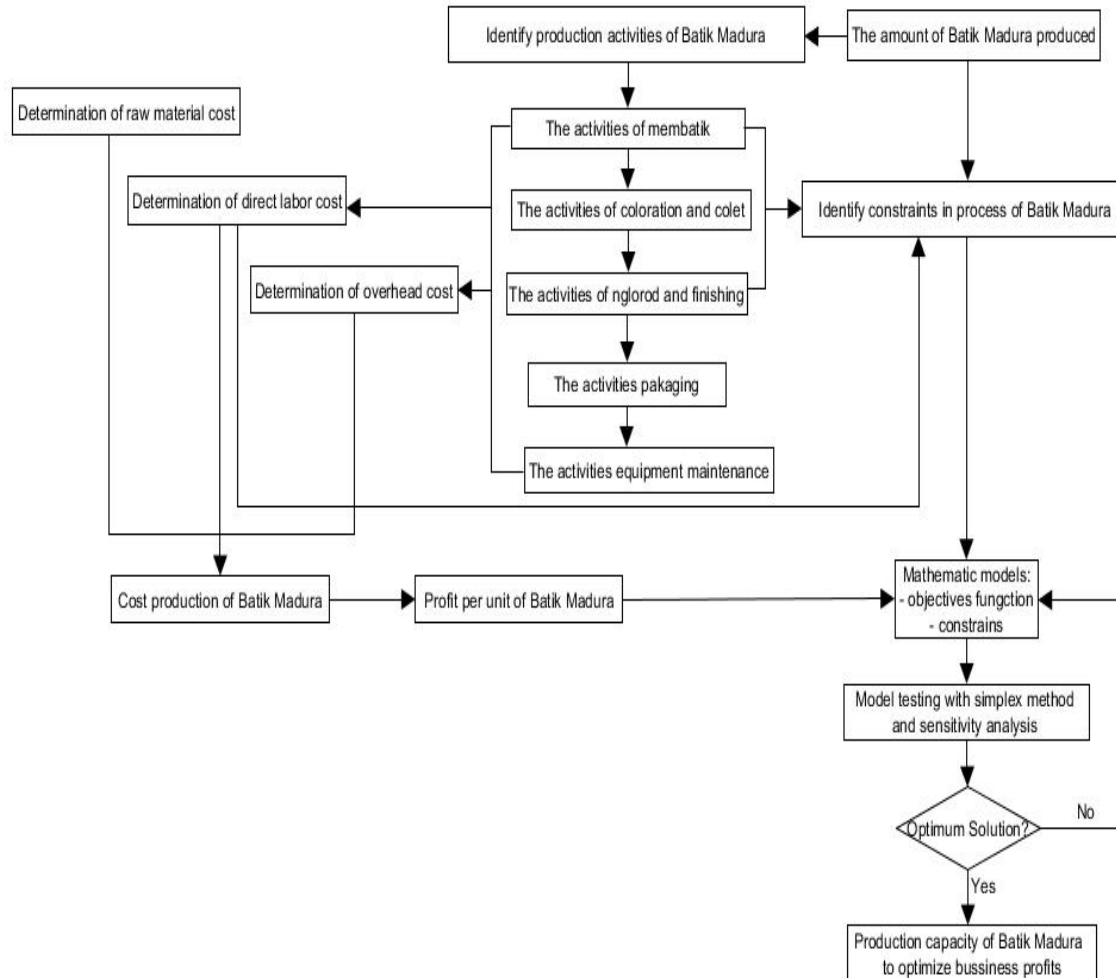 Identify production activities of Batik Madura
The amount of Batik Madura produced
Determination of raw material cost
The activities of membatik
Determination of direct labor cost
The activities of coloration and colet
Identify constraints in process of Batik Madura
Determination of overhead cost
The activities of nglorod and finishing
The activities pakaging
The activities equipment maintenance
Cost production of Batik Madura
Profit per unit of Batik Madura
Mathematic models:
- objectives fungction
- constrains
Model testing with simplex method
and sensitivity analysis
Optimum Solution?
No
Yes
Production capacity of Batik Madura
to optimize bussiness profits